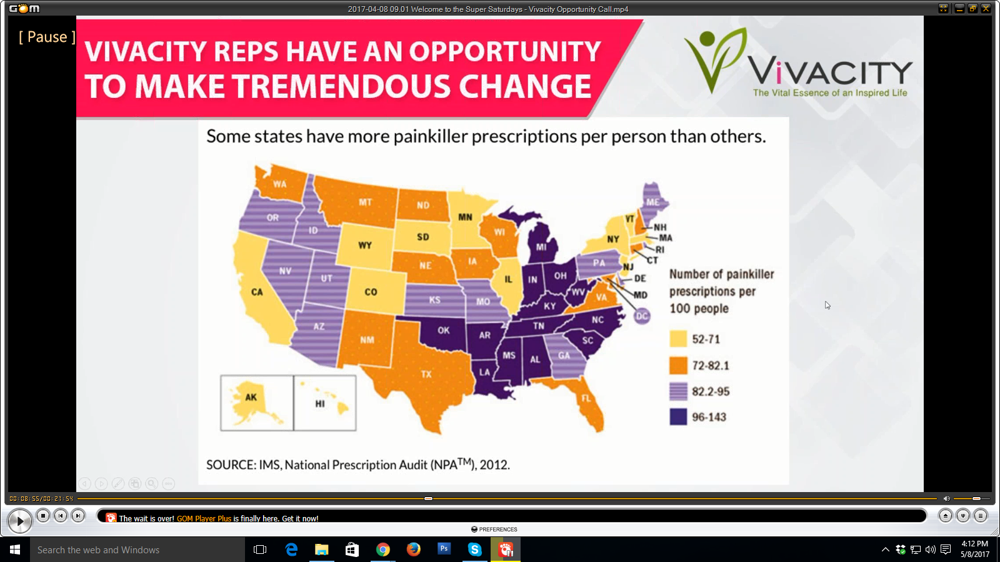 GOM
2017-04-08 09.01 Welcome to the Super Saturdays - Vivacity Opportunity Call.mp4
[ Pause ]
VIVACITY REPS HAVE AN OPPORTUNITY
TO MAKE TREMENDOUS CHANGE
ViVACITY
The Vital Essence of an Inspired Life
Some states have more painkiller prescriptions per person than others.
WA
MT
ND
MN
ME
OR
ID
WY
SD
WI
MI
NY
VT
NH
MA
RI
CT
NV
UT
CA
CO
NE
IA
IL
IN
OH
PA
NJ
DE
MD
DC
KS
MO
WV
VA
KY
AZ
NM
OK
AR
TN
NC
SC
MS
AL
GA
LA
TX
FL
AK
HI
Number of painkiller
prescriptions per
100 people
52-71
72-82.1
82.2-95
96-143
SOURCE: IMS, National Prescription Audit (NPA™), 2012.
00:08:55/00:21:54
The wait is over! GOM Player Plus is finally here. Get it now!
PREFERENCES
Search the web and Windows
Ps
4:12 PM
5/8/2017